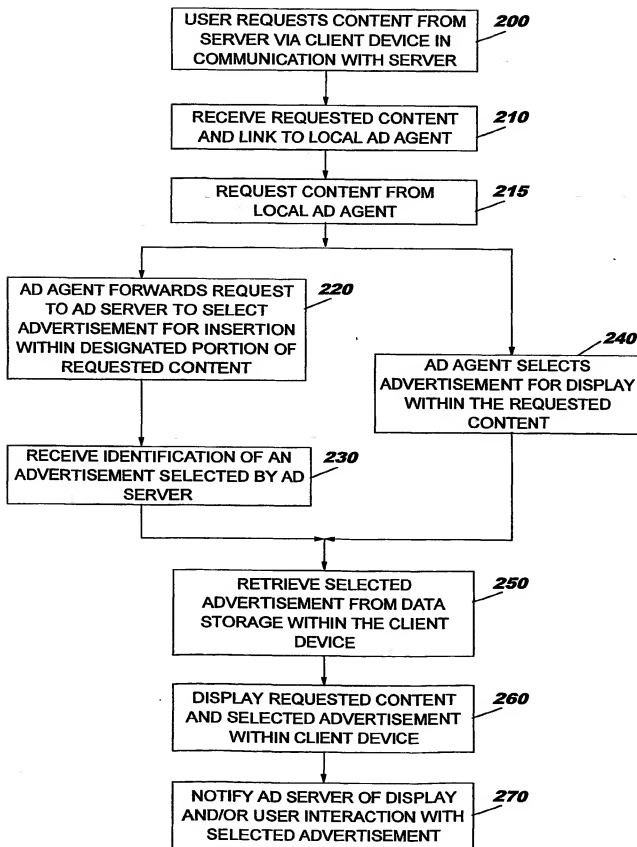 USER REQUESTS CONTENT FROM
SERVER VIA CLIENT DEVICE IN
COMMUNICATION WITH SERVER
200
RECEIVE REQUESTED CONTENT
AND LINK TO LOCAL AD AGENT
210
REQUEST CONTENT FROM
LOCAL AD AGENT
215
AD AGENT FORWARDS REQUEST
TO AD SERVER TO SELECT
ADVERTISEMENT FOR INSERTION
WITHIN DESIGNATED PORTION OF
REQUESTED CONTENT
220
AD AGENT SELECTS
ADVERTISEMENT FOR DISPLAY
WITHIN THE REQUESTED
CONTENT
240
RECEIVE IDENTIFICATION OF AN
ADVERTISEMENT SELECTED BY AD
SERVER
230
RETRIEVE SELECTED
ADVERTISEMENT FROM DATA
STORAGE WITHIN THE CLIENT
DEVICE
250
DISPLAY REQUESTED CONTENT
AND SELECTED ADVERTISEMENT
WITHIN CLIENT DEVICE
260
NOTIFY AD SERVER OF DISPLAY
AND/OR USER INTERACTION WITH
SELECTED ADVERTISEMENT
270